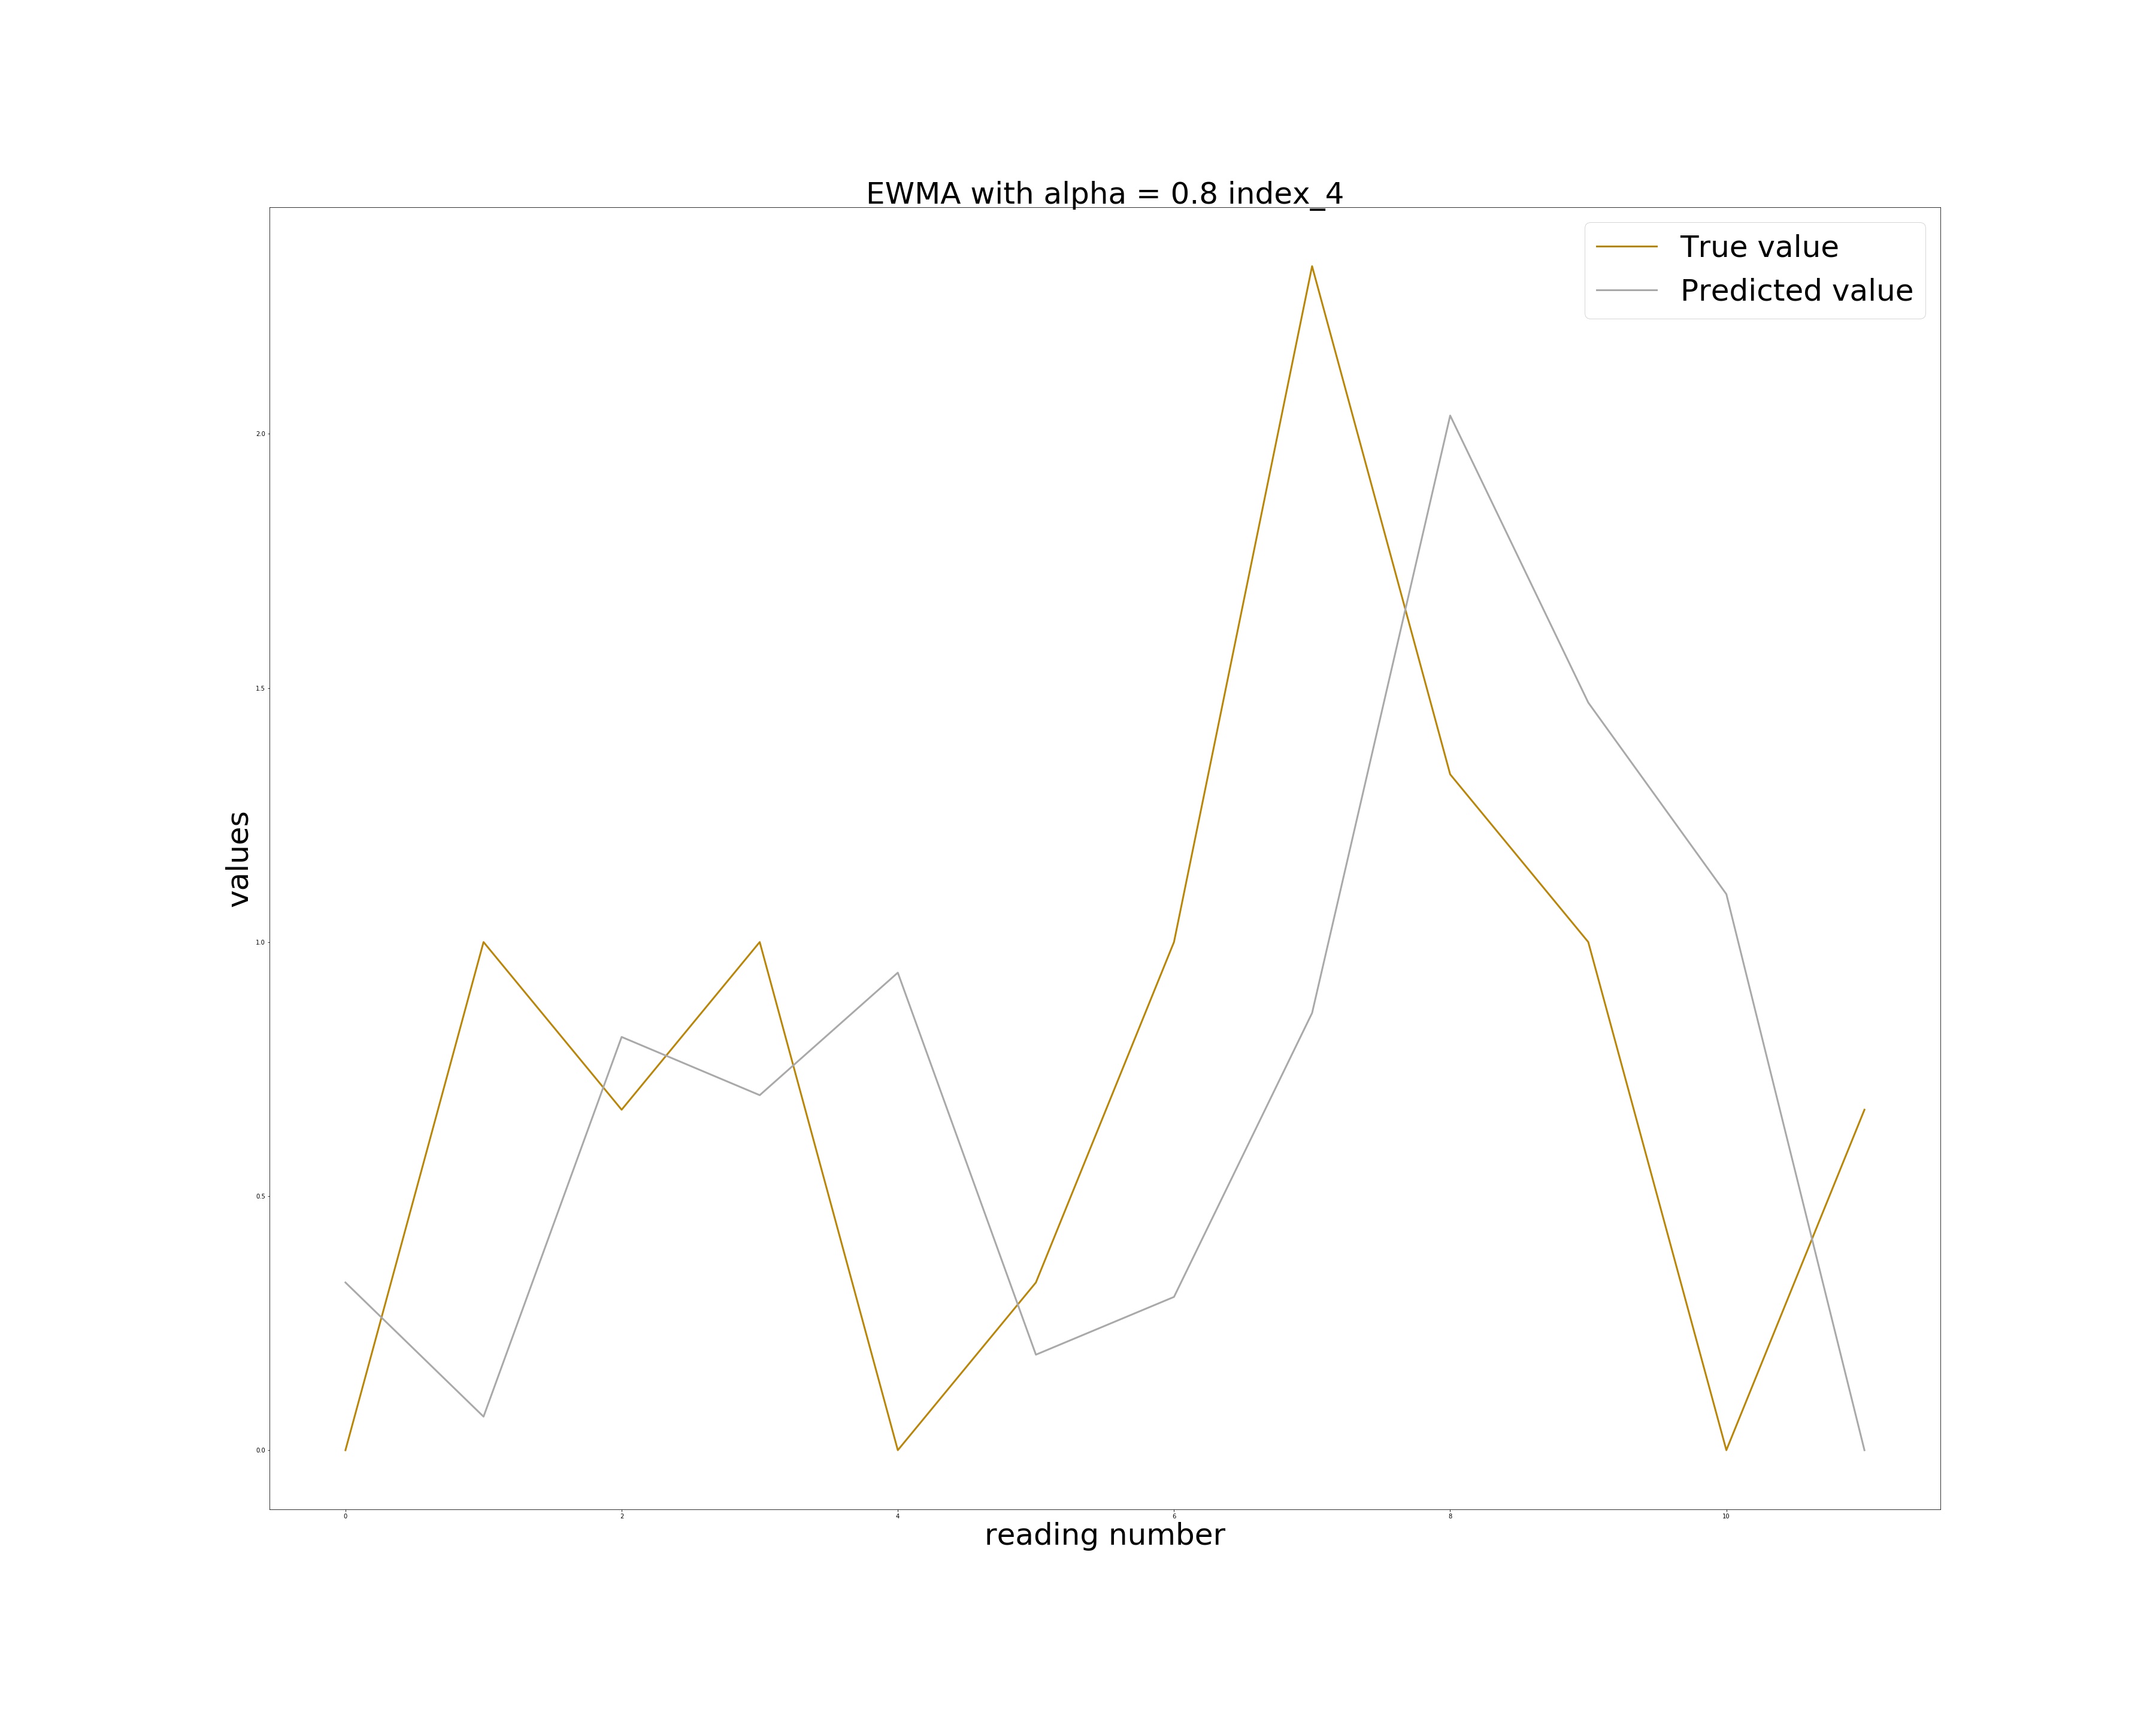 EWMA with alpha = 0.8 index_4
True value
Predicted value
2.0
1.5
1.0
0.5
0.0
values
0 2 4 6 8 10
reading number